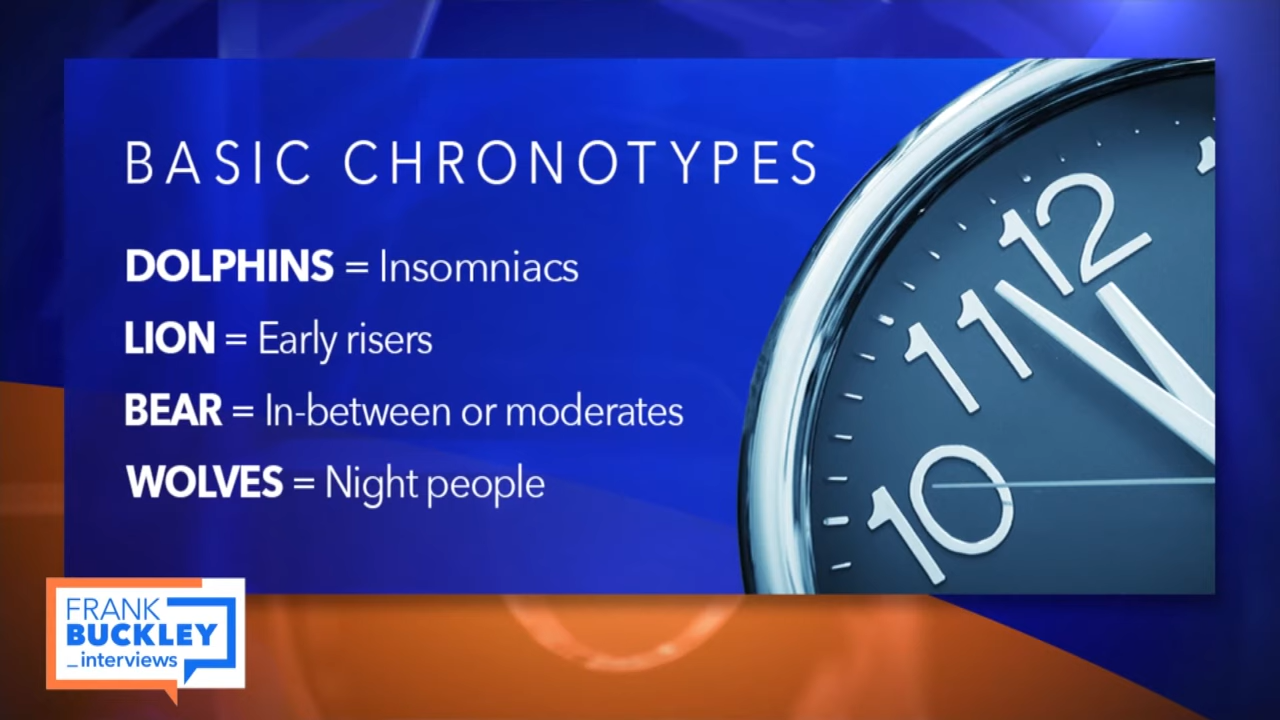 BASIC CHRONOTYPES
DOLPHINS = Insomniacs
LION = Early risers
BEAR = In-between or moderates
WOLVES = Night people
12
11
10
FRANK
BUCKLEY
_interviews